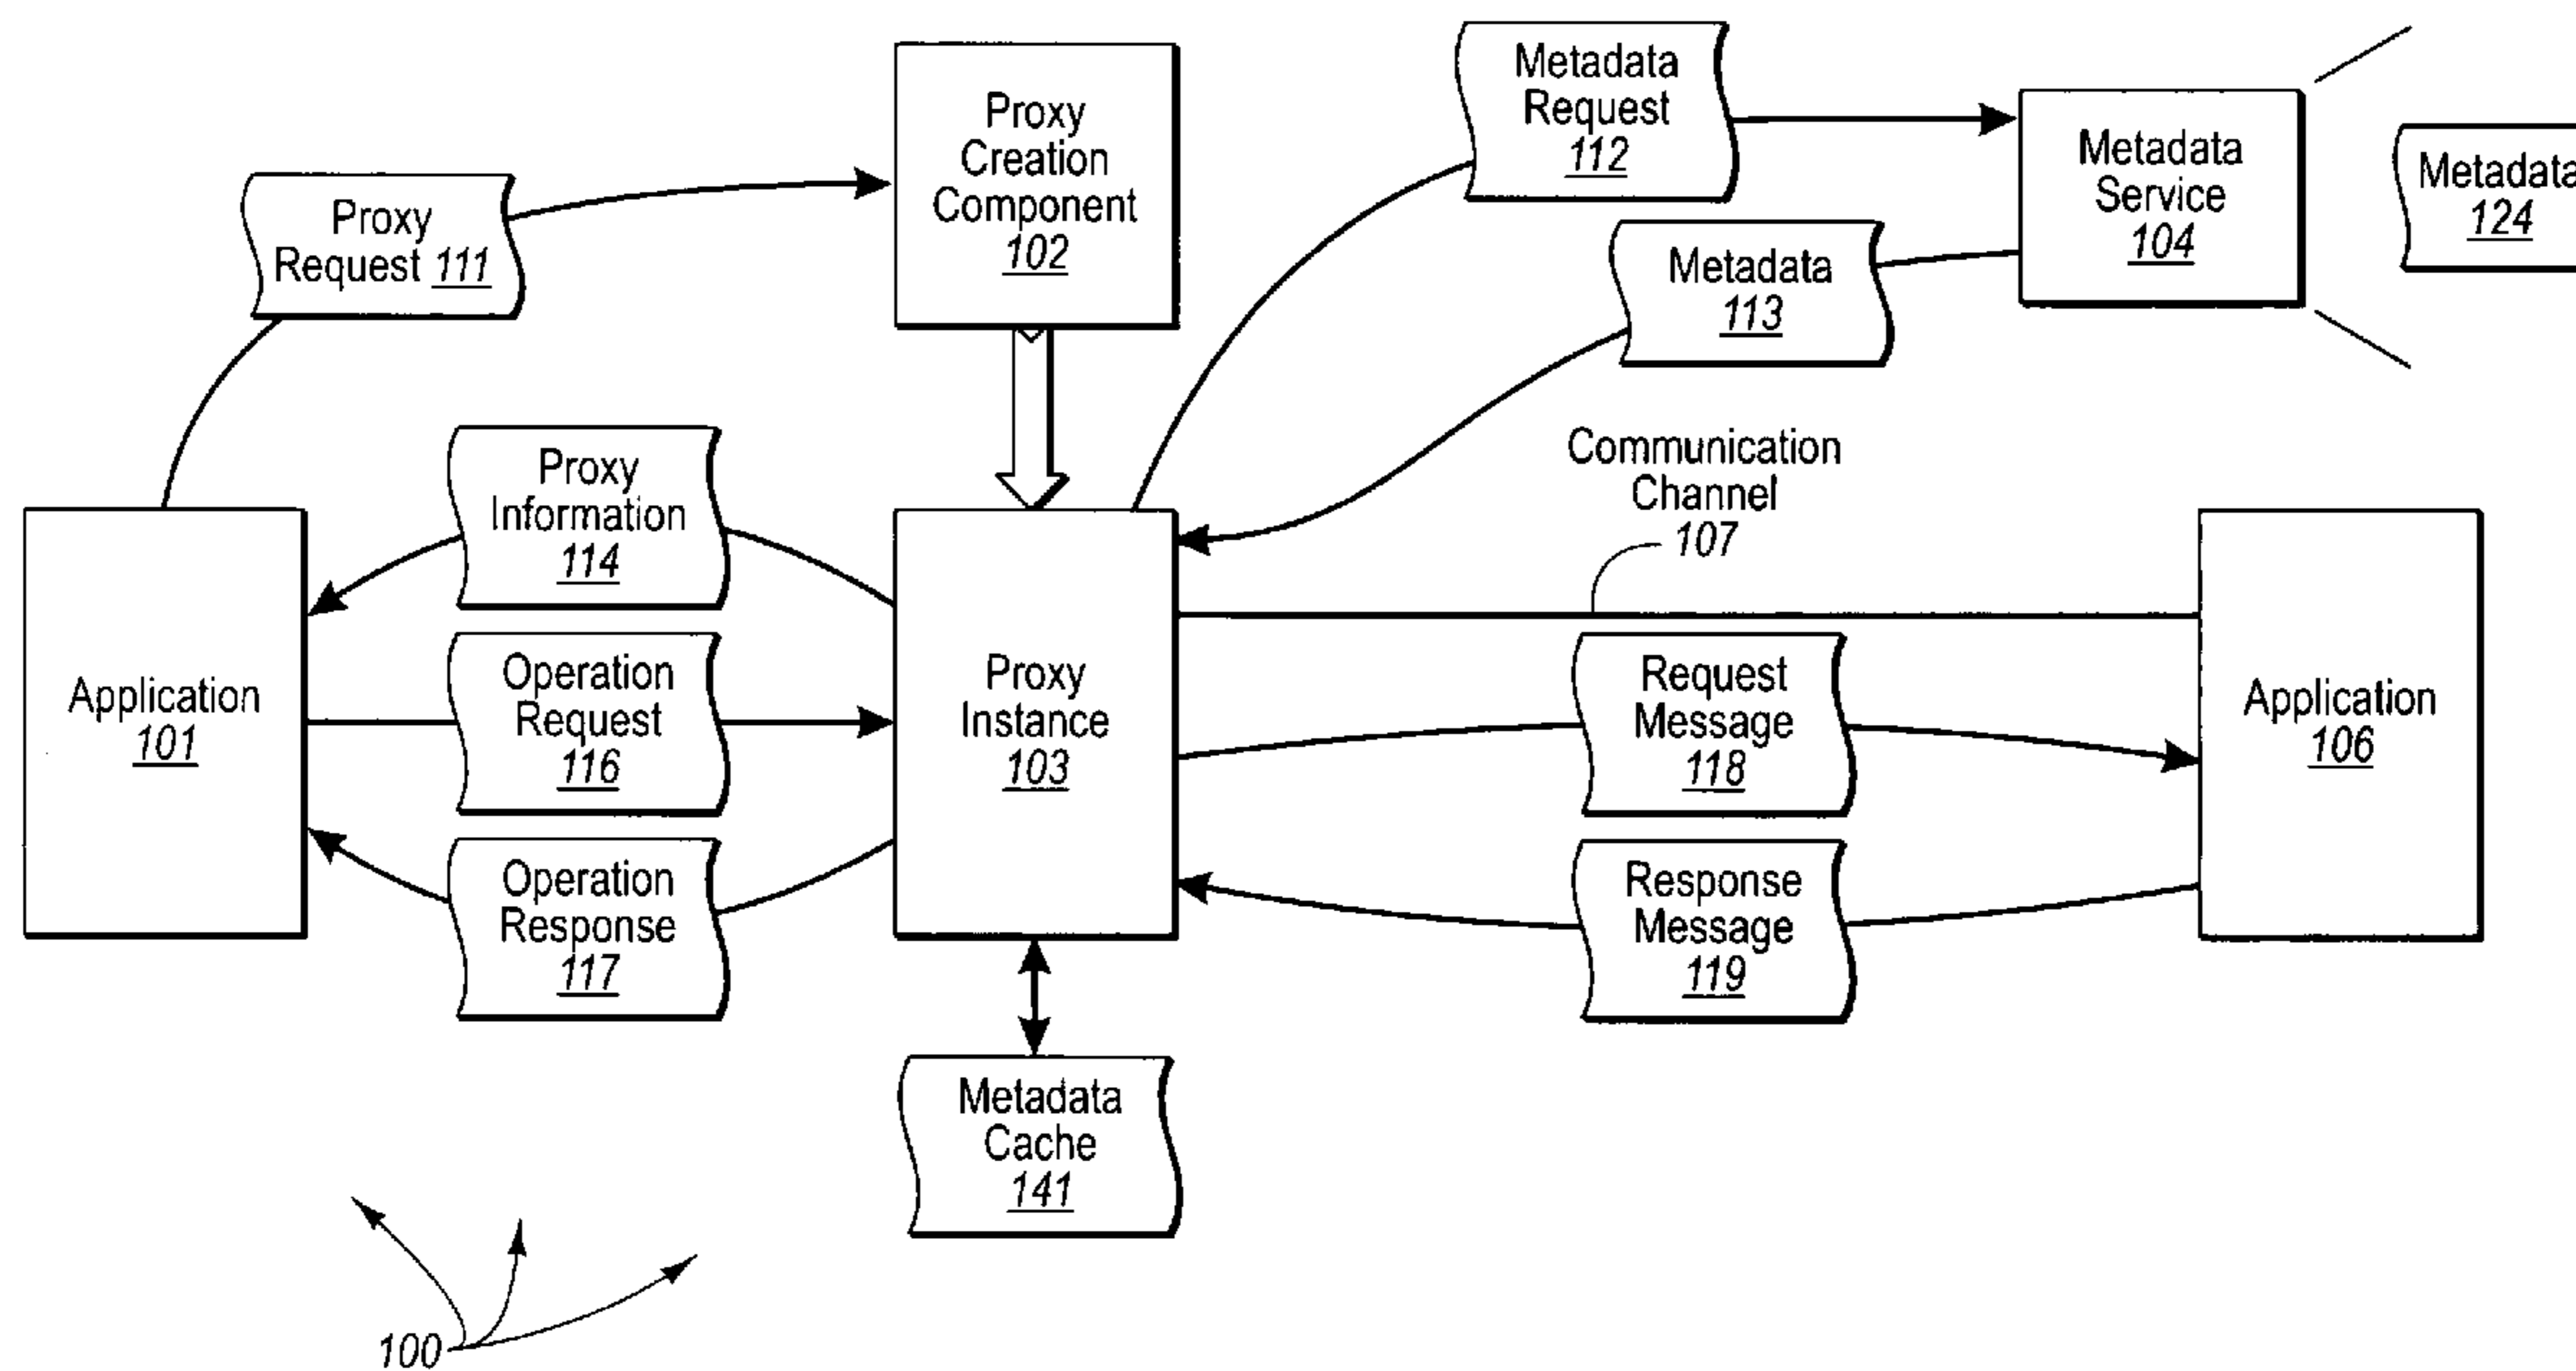 Proxy
Request 111
Proxy
Creation
Component
102
Metadata
Request
112
Metadata
113
Metadata
Service
104
Metadata
124
Communication
Channel
107
Application
101
Proxy
Information
114
Operation
Request
116
Operation
Response
117
Proxy
Instance
103
Request
Message
118
Response
Message
119
Application
106
Metadata
Cache
141
100